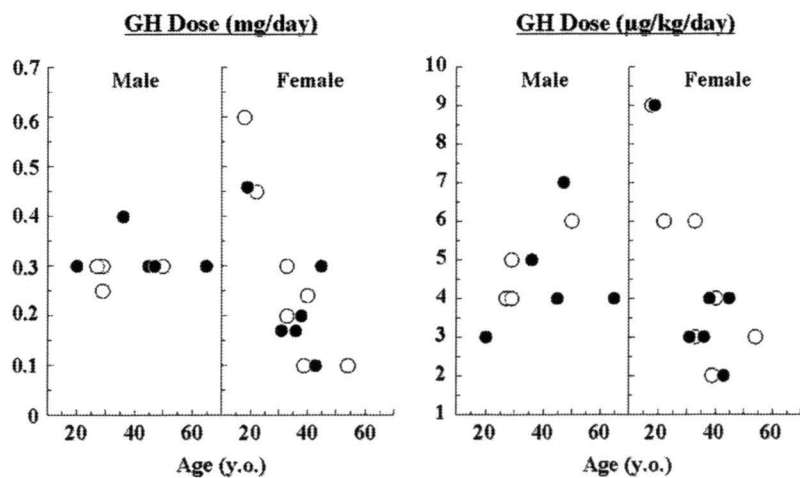 GH Dose (mg/day)
0.7
0.6
0.5
0.4
0.3
0.2
0.1
0
Male
Female
20 40 60 20 40 60
Age (y.o.)
GH Dose (µg/kg/day)
10
9
8
7
6
5
4
3
2
1
Male
Female
20 40 60 20 40 60
Age (y.o.)